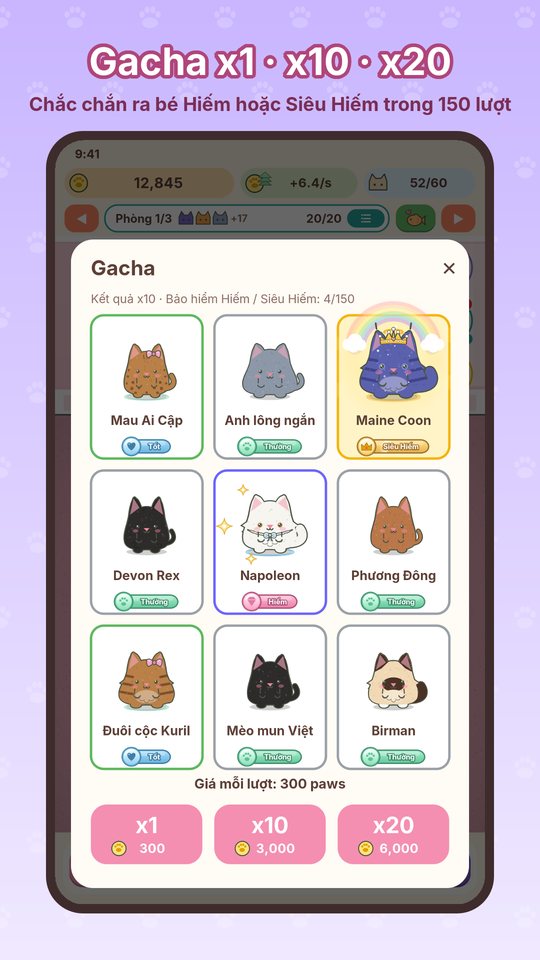 Gacha x1 · x10 · x20
Chắc chắn ra bé Hiếm hoặc Siêu Hiếm trong 150 lượt
9:41
12,845
+6.4/s
52/60
Phòng 1/3
+17
20/20
Gacha
Kết quả x10 · Bảo hiểm Hiếm / Siêu Hiếm: 4/150
Mau Ai Cập
Anh lông ngắn
Maine Coon
Tốt
Thường
Siêu Hiếm
Devon Rex
Napoleon
Phương Đông
Thường
Hiếm
Thường
Đuôi cộc Kuril
Mèo mun Việt
Birman
Tốt
Thường
Thường
Giá mỗi lượt: 300 paws
x1
x10
x20
300
3,000
6,000